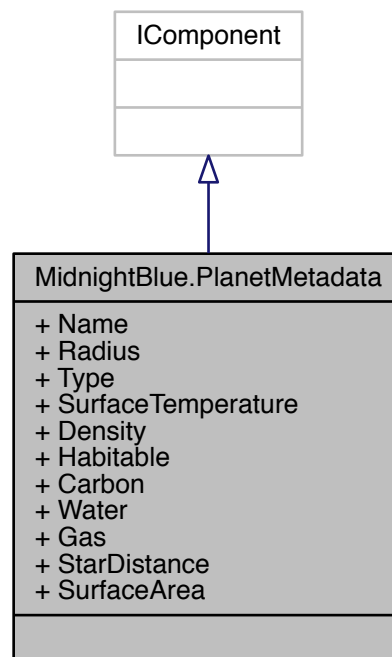 IComponent
MidnightBlue.PlanetMetadata
+ Name
+ Radius
+ Type
+ SurfaceTemperature
+ Density
+ Habitable
+ Carbon
+ Water
+ Gas
+ StarDistance
+ SurfaceArea